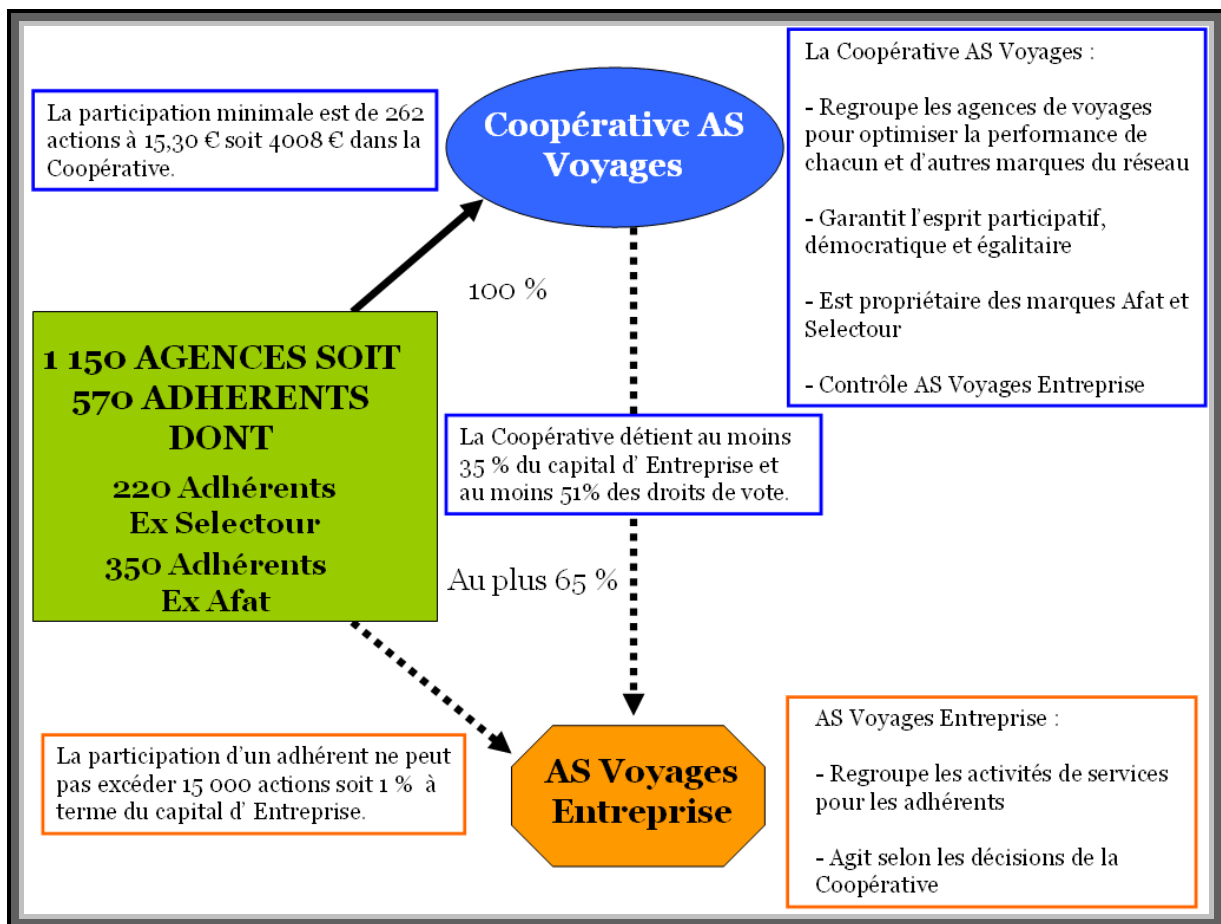 La participation minimale est de 262
actions à 15,30 € soit 4008 € dans la
Coopérative.
Coopérative AS
Voyages
La Coopérative AS Voyages :
- Regroupe les agences de voyages
pour optimiser la performance de
chacun et d'autres marques du réseau
- Garantit l'esprit participatif,
démocratique et égalitaire
- Est propriétaire des marques Afat et
Selectour
- Contrôle AS Voyages Entreprise
100 %
1 150 AGENCES SOIT
570 ADHERENTS
DONT
220 Adhérents
Ex Selectour
350 Adhérents
Ex Afat
La Coopérative détient au moins
35 % du capital d' Entreprise et
au moins 51% des droits de vote.
Au plus 65 %
La participation d'un adhérent ne peut
pas excéder 15 000 actions soit 1 % à
terme du capital d' Entreprise.
AS Voyages
Entreprise
AS Voyages Entreprise :
- Regroupe les activités de services
pour les adhérents
- Agit selon les décisions de la
Coopérative